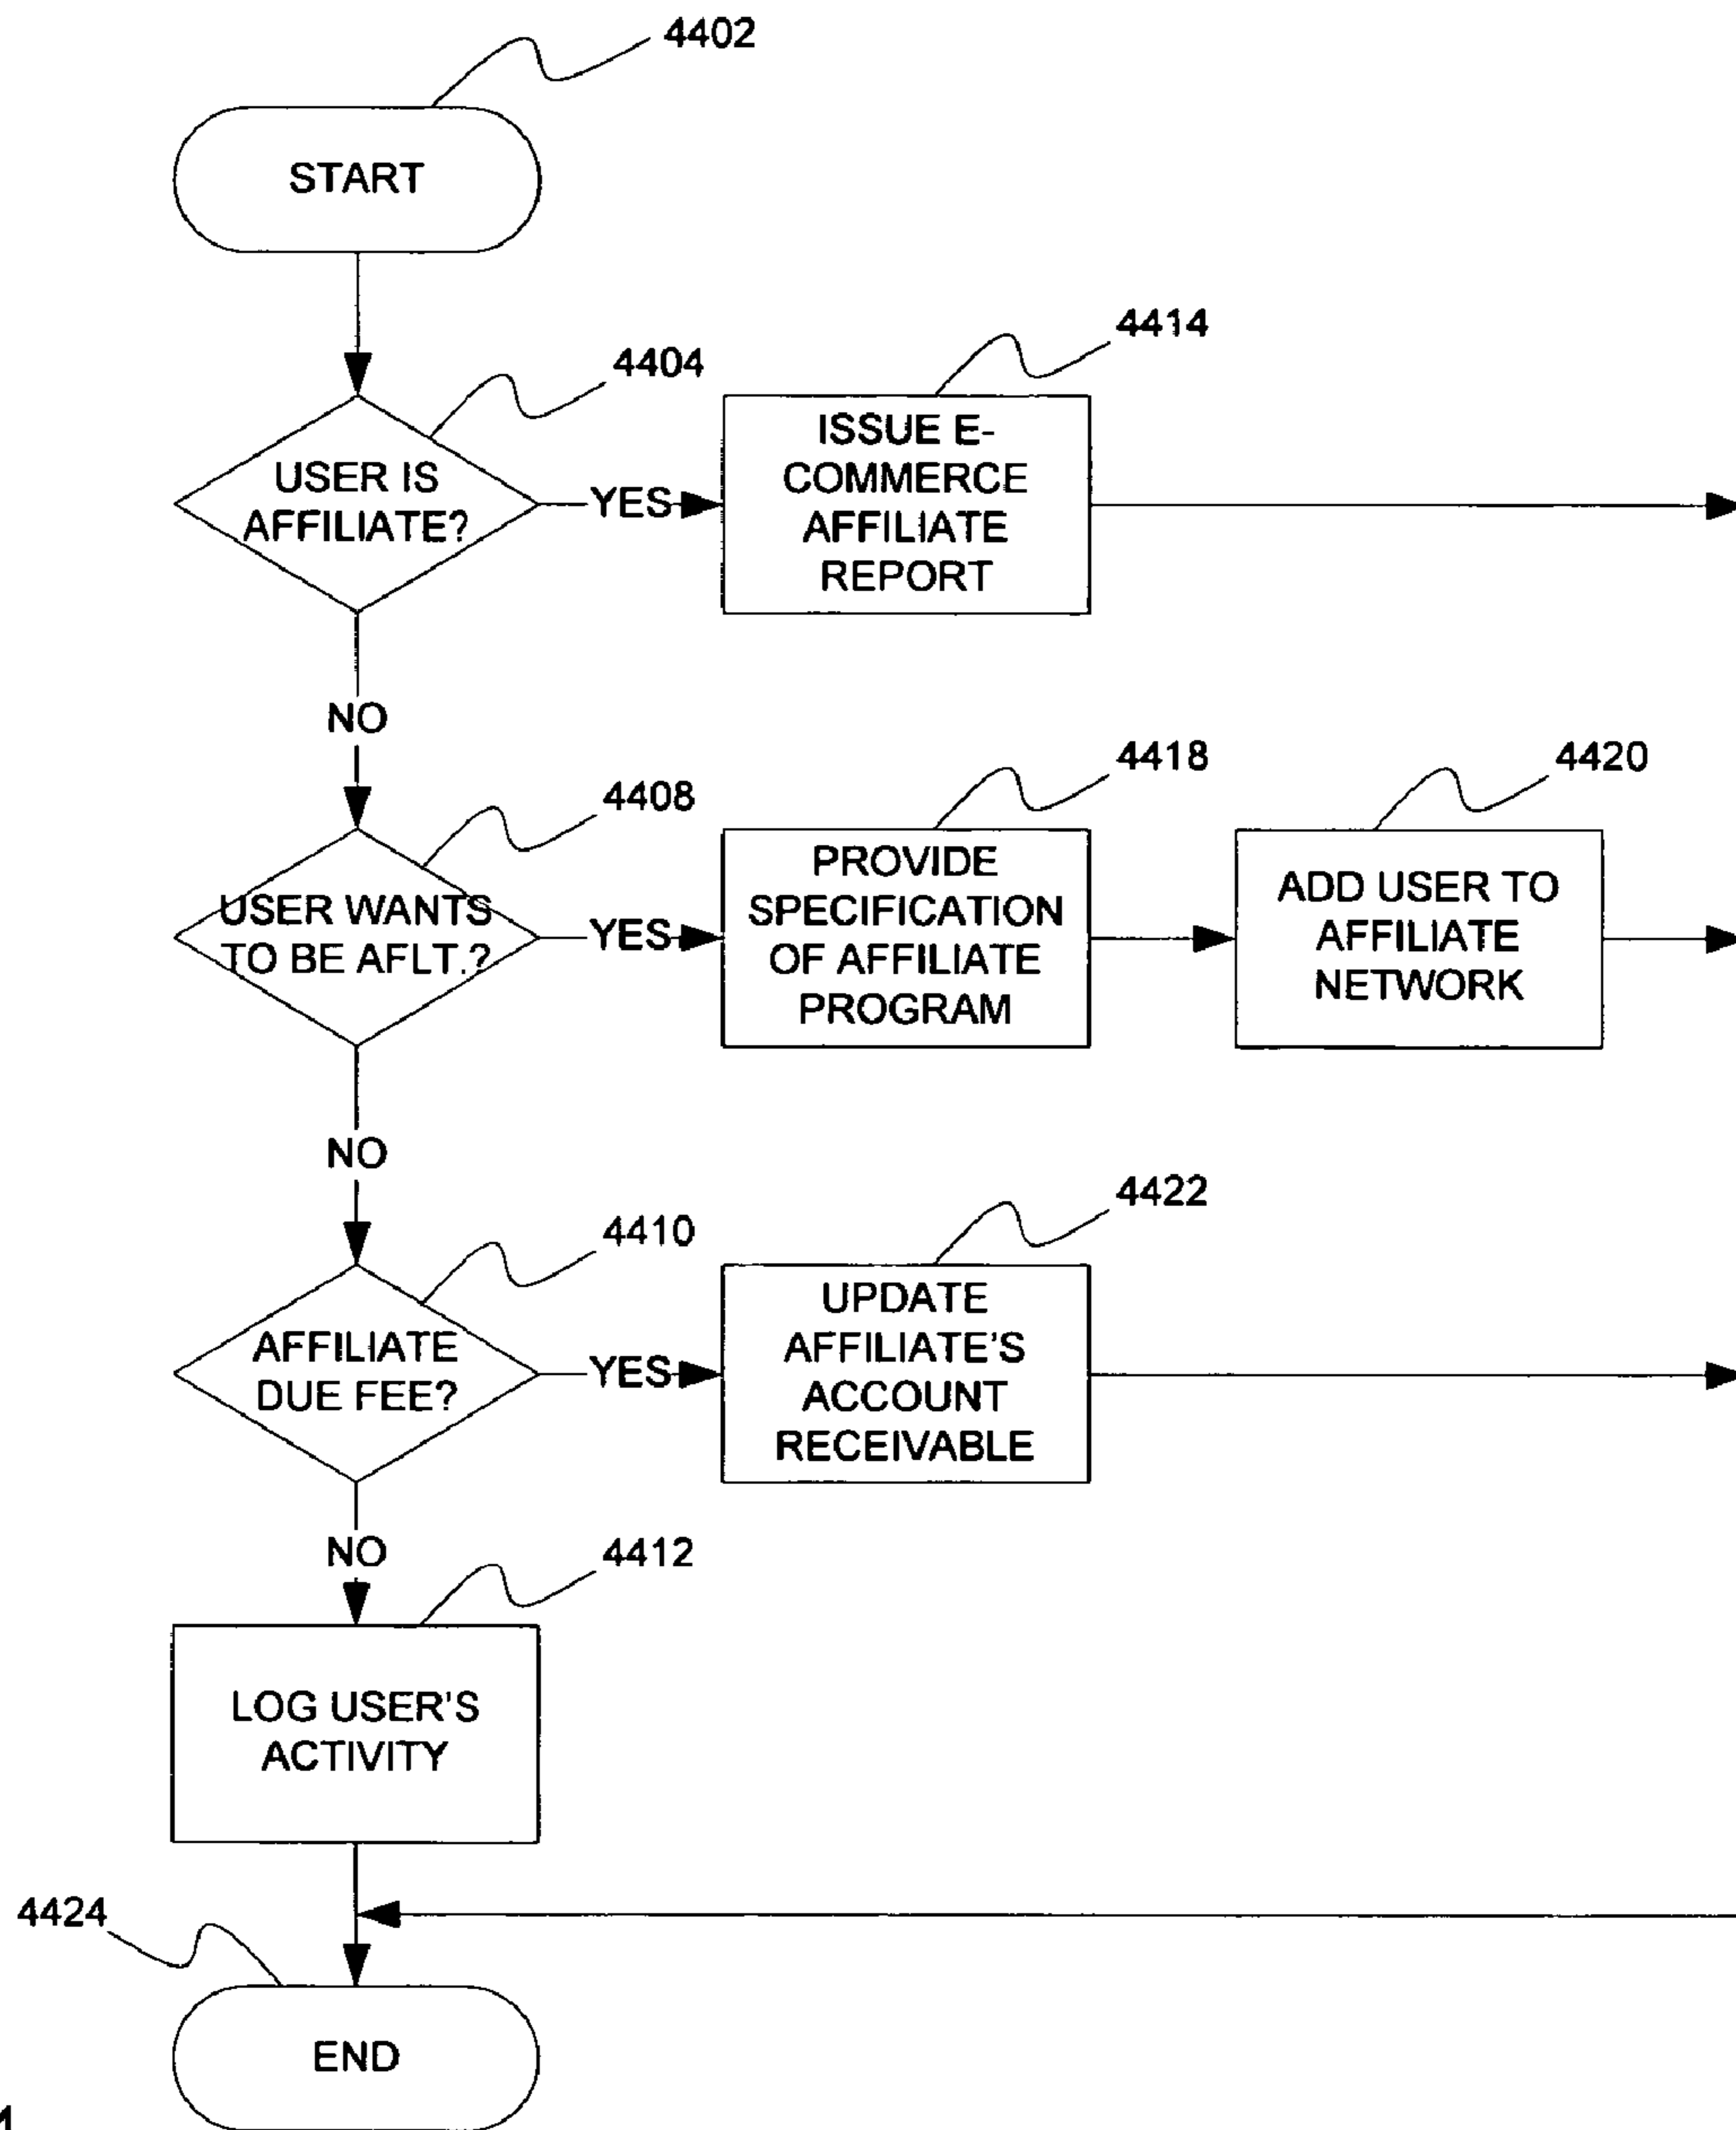 4402
START
4414
4404
ISSUE E-
COMMERCE
AFFILIATE
REPORT
USER IS
AFFILIATE?
YES
NO
4418
4420
4408
PROVIDE
SPECIFICATION
OF AFFILIATE
PROGRAM
ADD USER TO
AFFILIATE
NETWORK
USER WANTS
TO BE AFLT.?
YES
NO
4422
4410
UPDATE
AFFILIATE'S
ACCOUNT
RECEIVABLE
AFFILIATE
DUE FEE?
YES
NO
4412
LOG USER'S
ACTIVITY
4424
END